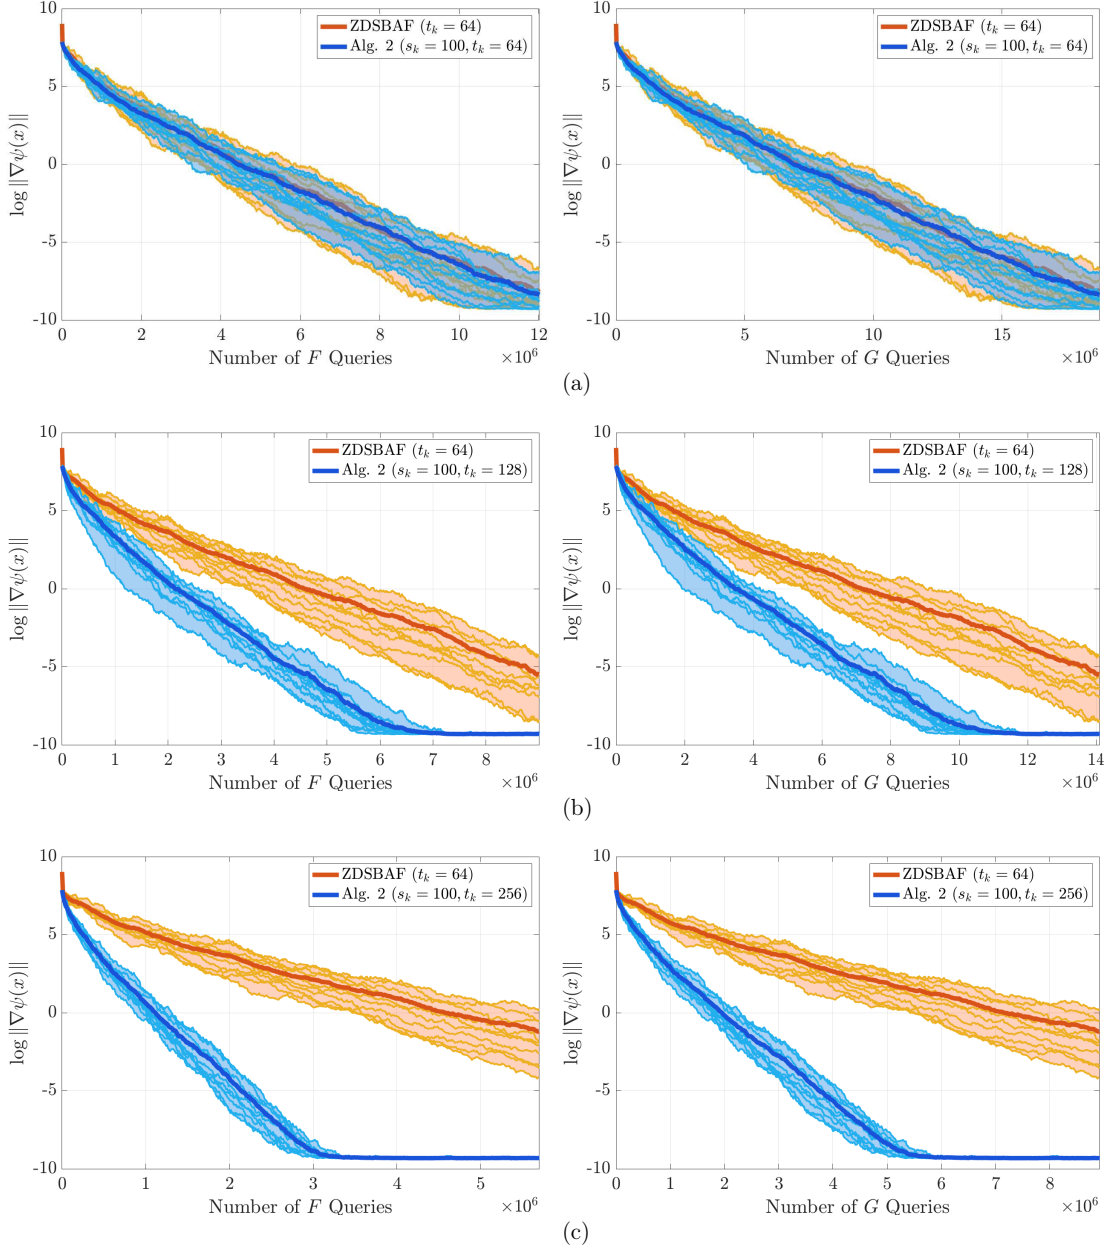 ZDSBAF (t_k = 64)
Alg. 2 (s_k = 100, t_k = 64)
log ‖∇ψ(x)‖
10
5
0
-5
-10
0 2 4 6 8 10 12
Number of F Queries ×10^6
ZDSBAF (t_k = 64)
Alg. 2 (s_k = 100, t_k = 64)
log ‖∇ψ(x)‖
10
5
0
-5
-10
0 5 10 15
Number of G Queries ×10^6
(a)
ZDSBAF (t_k = 64)
Alg. 2 (s_k = 100, t_k = 128)
log ‖∇ψ(x)‖
10
5
0
-5
-10
0 1 2 3 4 5 6 7 8
Number of F Queries ×10^6
ZDSBAF (t_k = 64)
Alg. 2 (s_k = 100, t_k = 128)
log ‖∇ψ(x)‖
10
5
0
-5
-10
0 2 4 6 8 10 12 14
Number of G Queries ×10^6
(b)
ZDSBAF (t_k = 64)
Alg. 2 (s_k = 100, t_k = 256)
log ‖∇ψ(x)‖
10
5
0
-5
-10
0 1 2 3 4 5
Number of F Queries ×10^6
ZDSBAF (t_k = 64)
Alg. 2 (s_k = 100, t_k = 256)
log ‖∇ψ(x)‖
10
5
0
-5
-10
0 1 2 3 4 5 6 7 8
Number of G Queries ×10^6
(c)